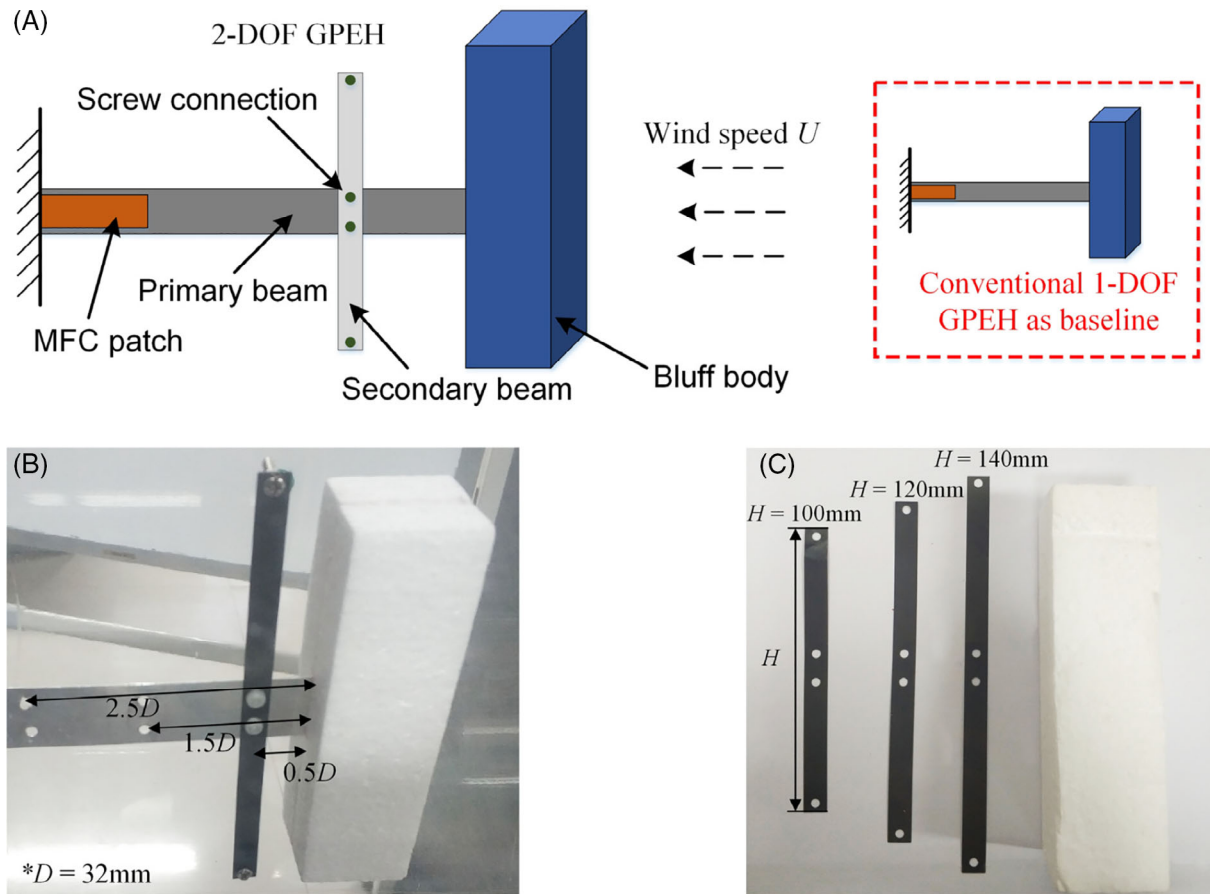 (A)
2-DOF GPEH
Screw connection
Wind speed U
Primary beam
MFC patch
Secondary beam
Bluff body
Conventional 1-DOF
GPEH as baseline
(B)
2.5D
1.5D
0.5D
*D = 32mm
(C)
H = 140mm
H = 120mm
H = 100mm
H